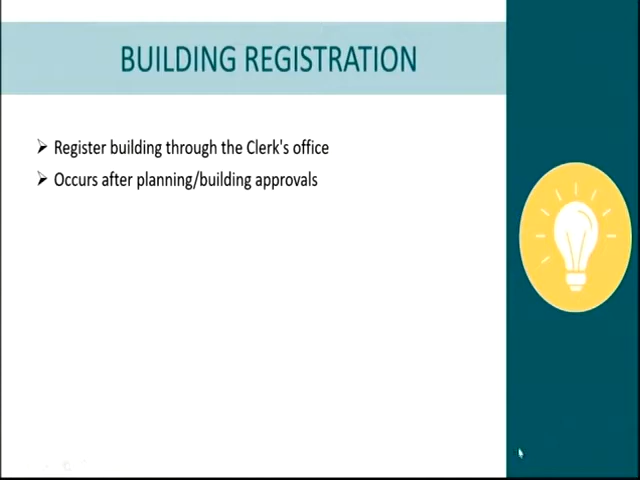 BUILDING REGISTRATION
Register building through the Clerk's office
Occurs after planning/building approvals